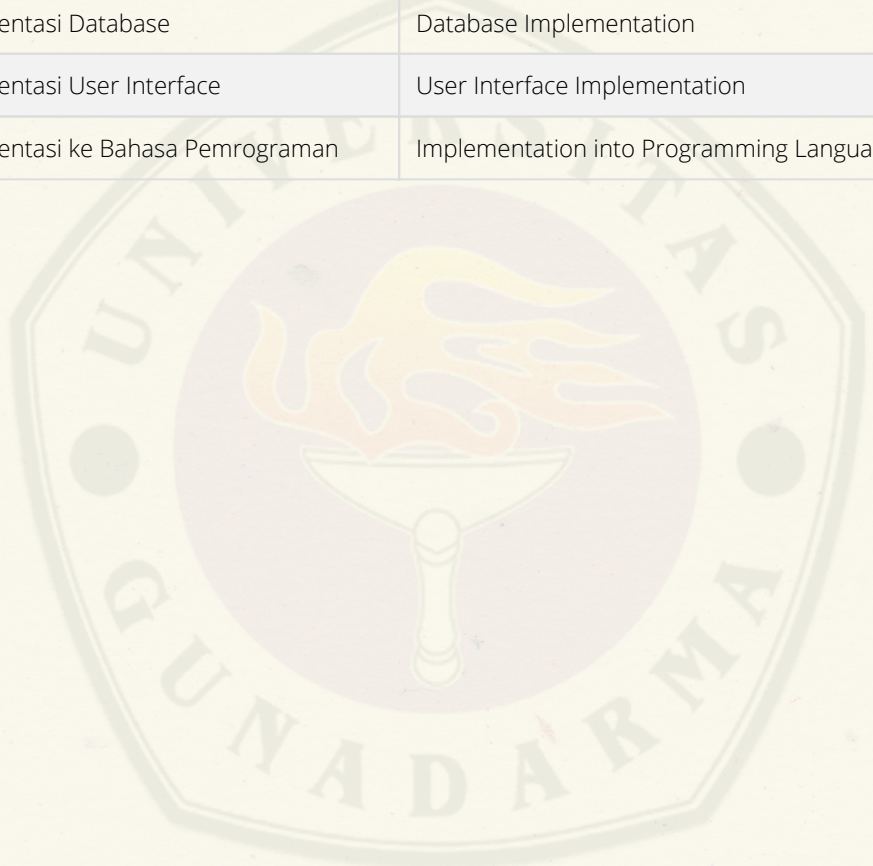 entasi Database Database Implementation
entasi User Interface User Interface Implementation
entasi ke Bahasa Pemrograman Implementation into Programming Langua
UNIVERSITAS
GUNADARMA